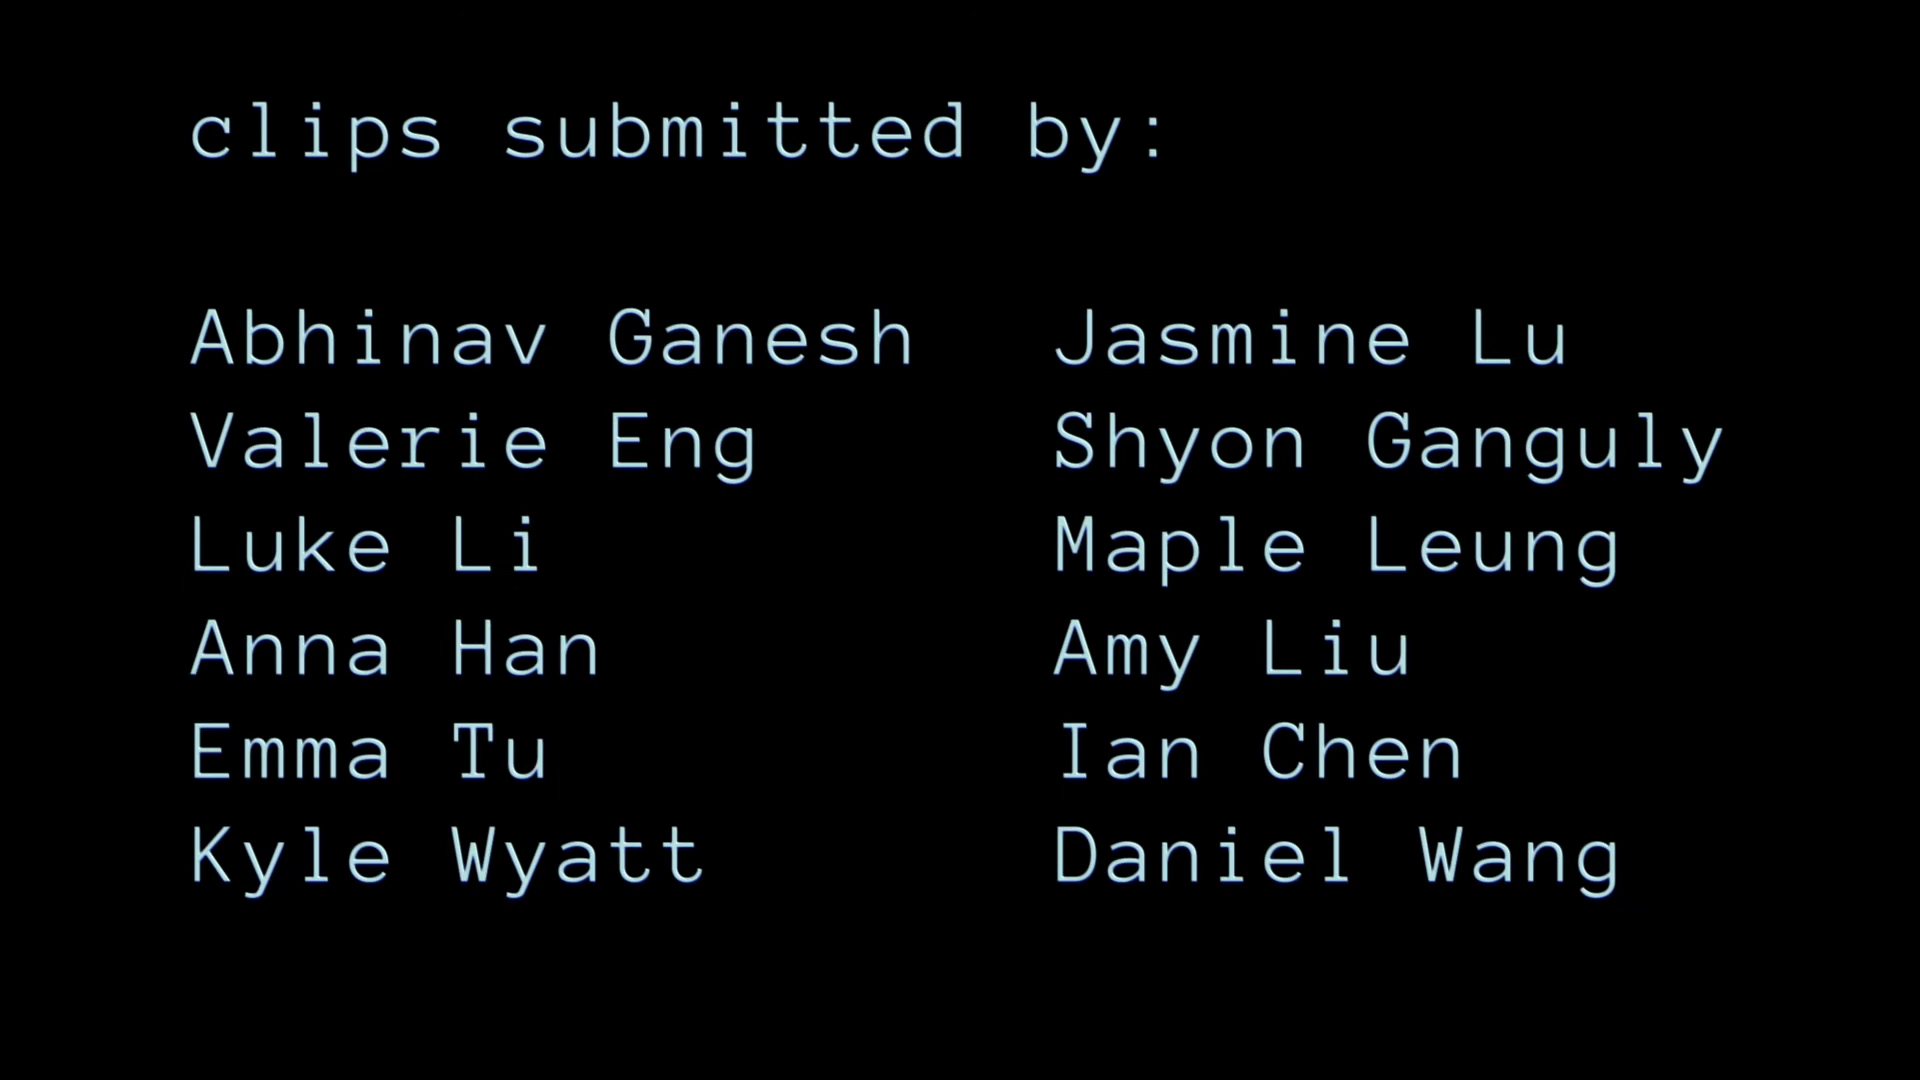 clips submitted by:
Abhinav Ganesh
Valerie Eng
Luke Li
Anna Han
Emma Tu
Kyle Wyatt
Jasmine Lu
Shyon Ganguly
Maple Leung
Amy Liu
Ian Chen
Daniel Wang